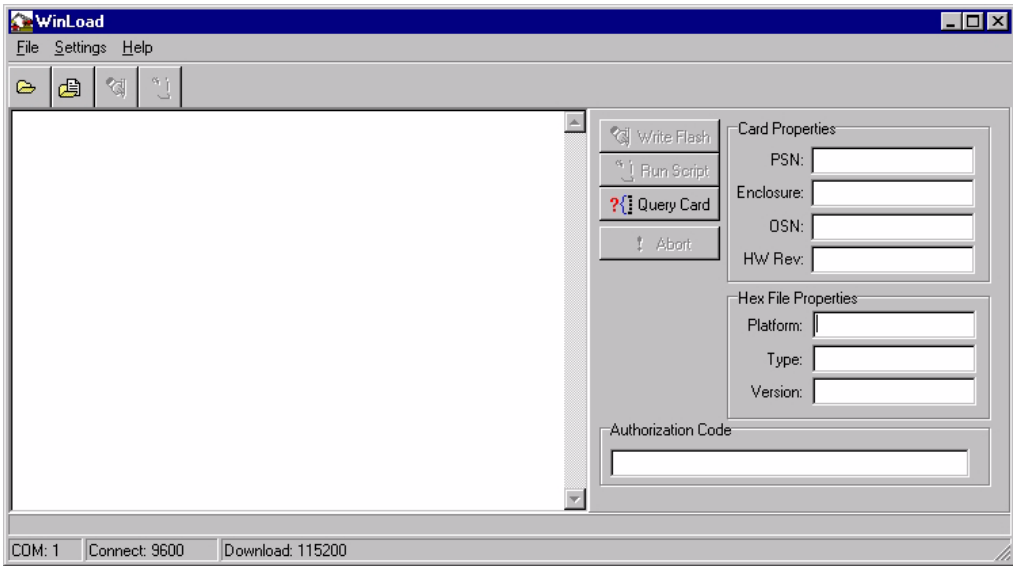 WinLoad
File Settings Help
Write Flash
Run Script
?{ Query Card
! Abort
Card Properties
PSN:
Enclosure:
OSN:
HW Rev:
Hex File Properties
Platform:
Type:
Version:
Authorization Code
COM: 1 Connect: 9600 Download: 115200